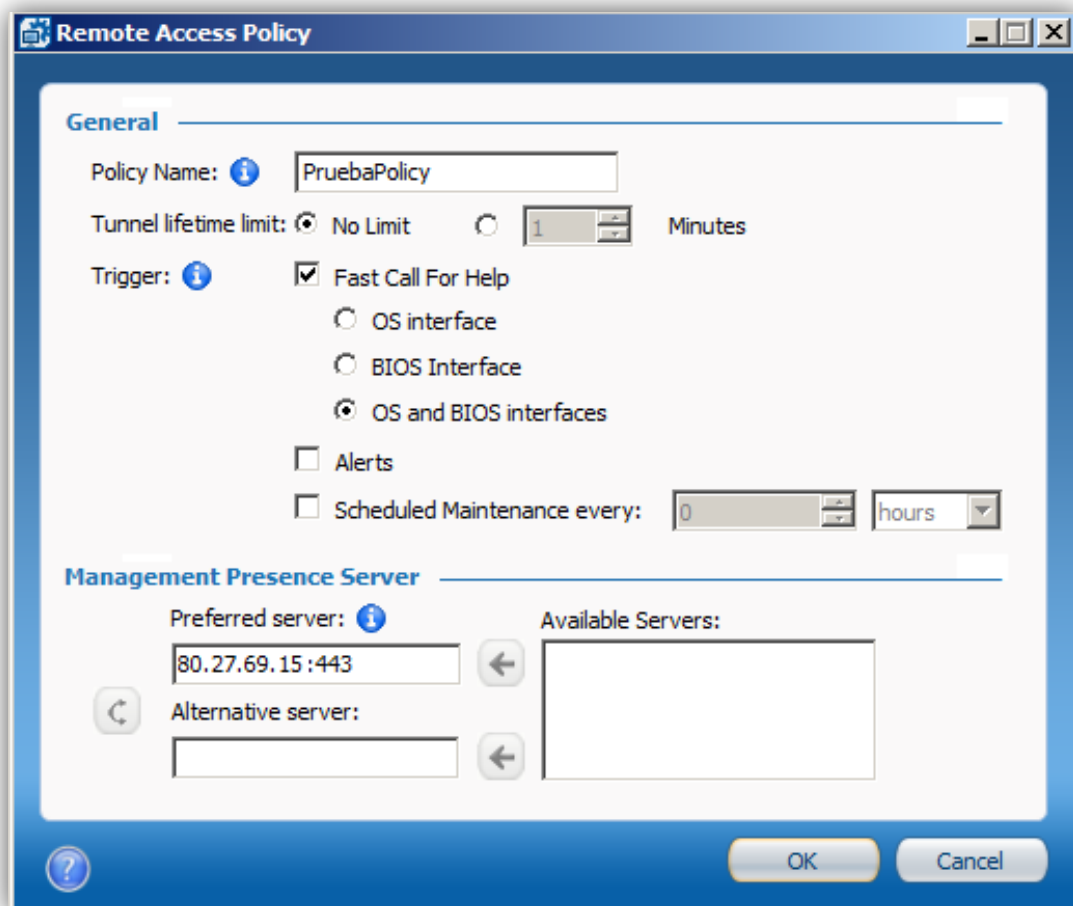 Remote Access Policy
General
Policy Name: PruebaPolicy
Tunnel lifetime limit: No Limit 1 Minutes
Trigger: Fast Call For Help
OS interface
BIOS Interface
OS and BIOS interfaces
Alerts
Scheduled Maintenance every: 0 hours
Management Presence Server
Preferred server: Available Servers:
80.27.69.15:443
Alternative server:
OK Cancel